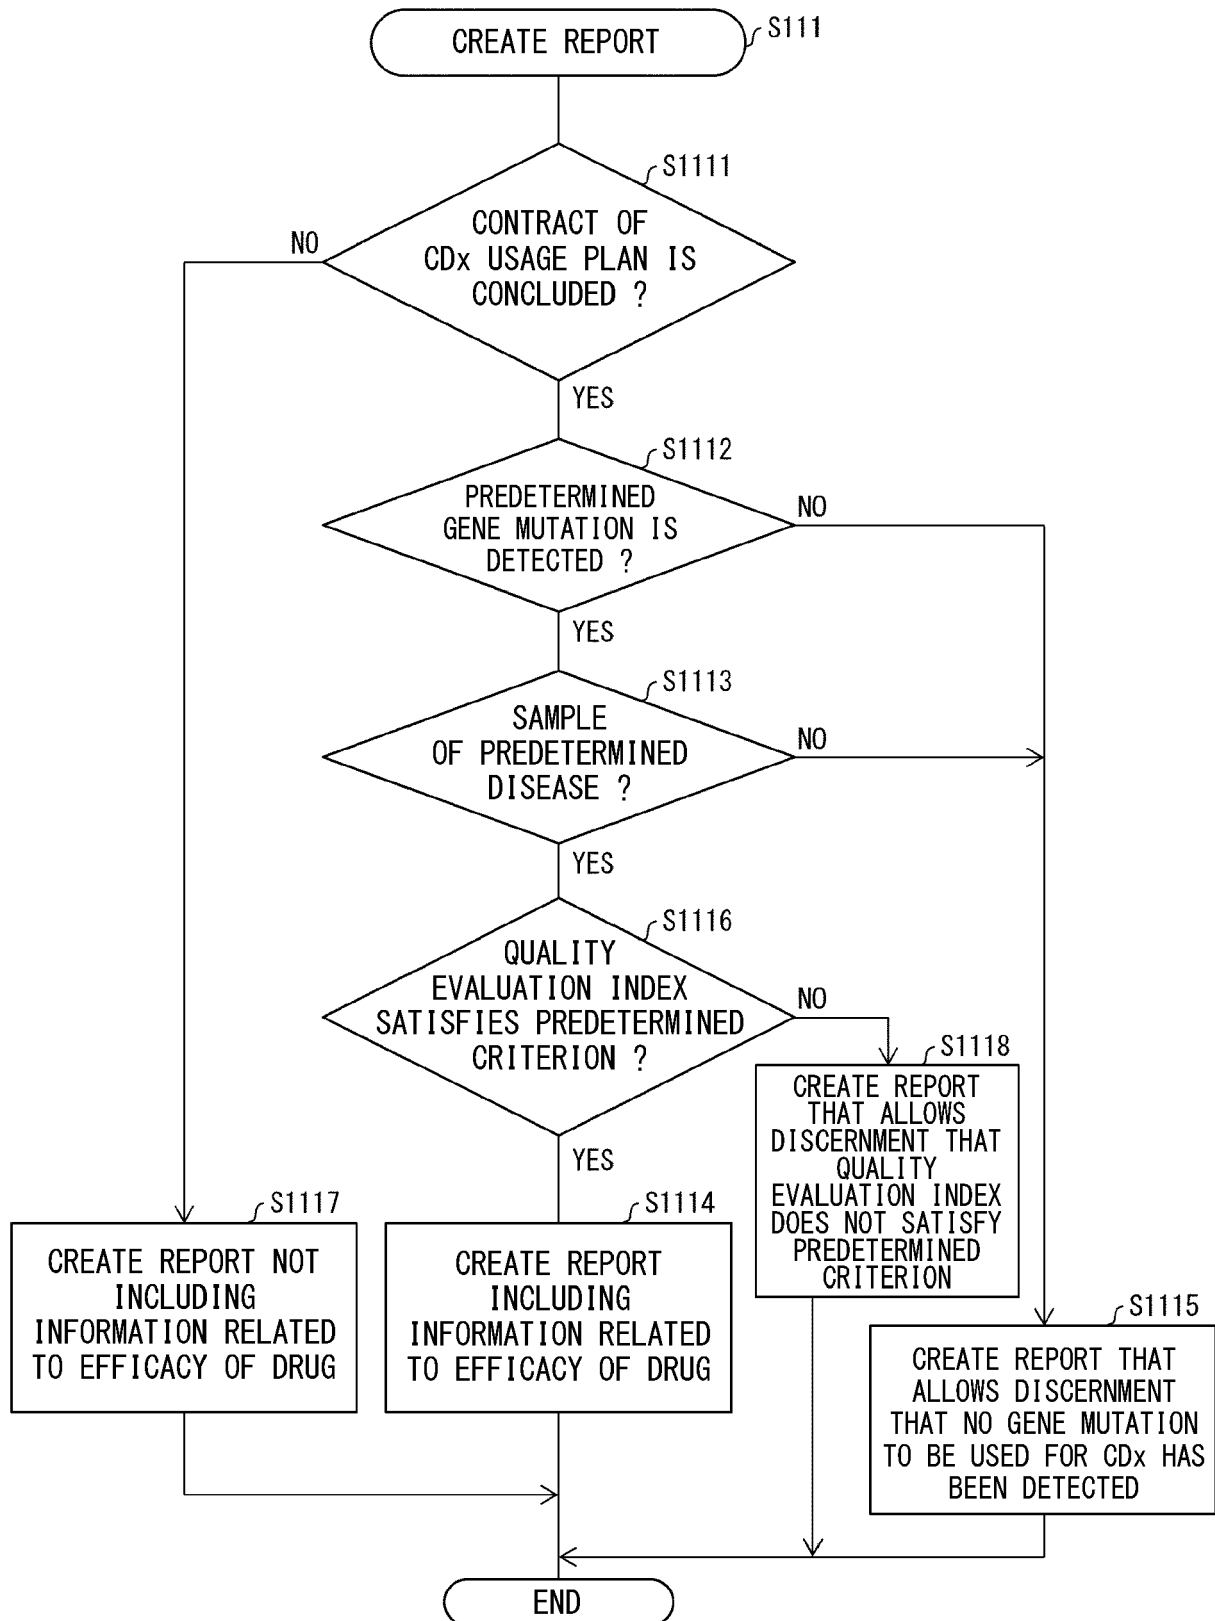 CREATE REPORT
S111
S1111
CONTRACT OF
CDx USAGE PLAN IS
CONCLUDED ?
NO
YES
S1112
PREDETERMINED
GENE MUTATION IS
DETECTED ?
NO
YES
S1113
SAMPLE
OF PREDETERMINED
DISEASE ?
NO
YES
S1116
QUALITY
EVALUATION INDEX
SATISFIES PREDETERMINED
CRITERION ?
NO
YES
S1118
CREATE REPORT
THAT ALLOWS
DISCERNMENT THAT
QUALITY
EVALUATION INDEX
DOES NOT SATISFY
PREDETERMINED
CRITERION
S1117
CREATE REPORT NOT
INCLUDING
INFORMATION RELATED
TO EFFICACY OF DRUG
S1114
CREATE REPORT
INCLUDING
INFORMATION RELATED
TO EFFICACY OF DRUG
S1115
CREATE REPORT THAT
ALLOWS DISCERNMENT
THAT NO GENE MUTATION
TO BE USED FOR CDx HAS
BEEN DETECTED
END